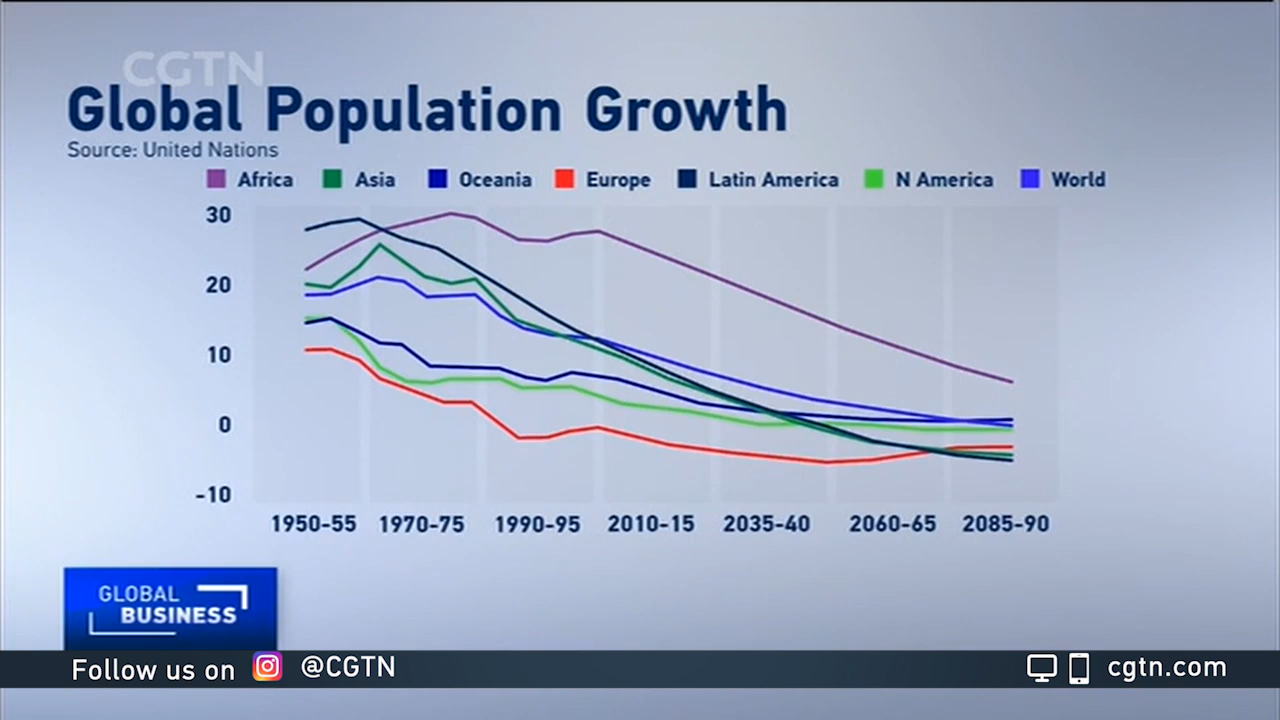 CGTN
Global Population Growth
Source: United Nations
Africa Asia Oceania Europe Latin America N America World
30
20
10
0
-10
1950-55 1970-75 1990-95 2010-15 2035-40 2060-65 2085-90
GLOBAL
BUSINESS
Follow us on @CGTN cgtn.com